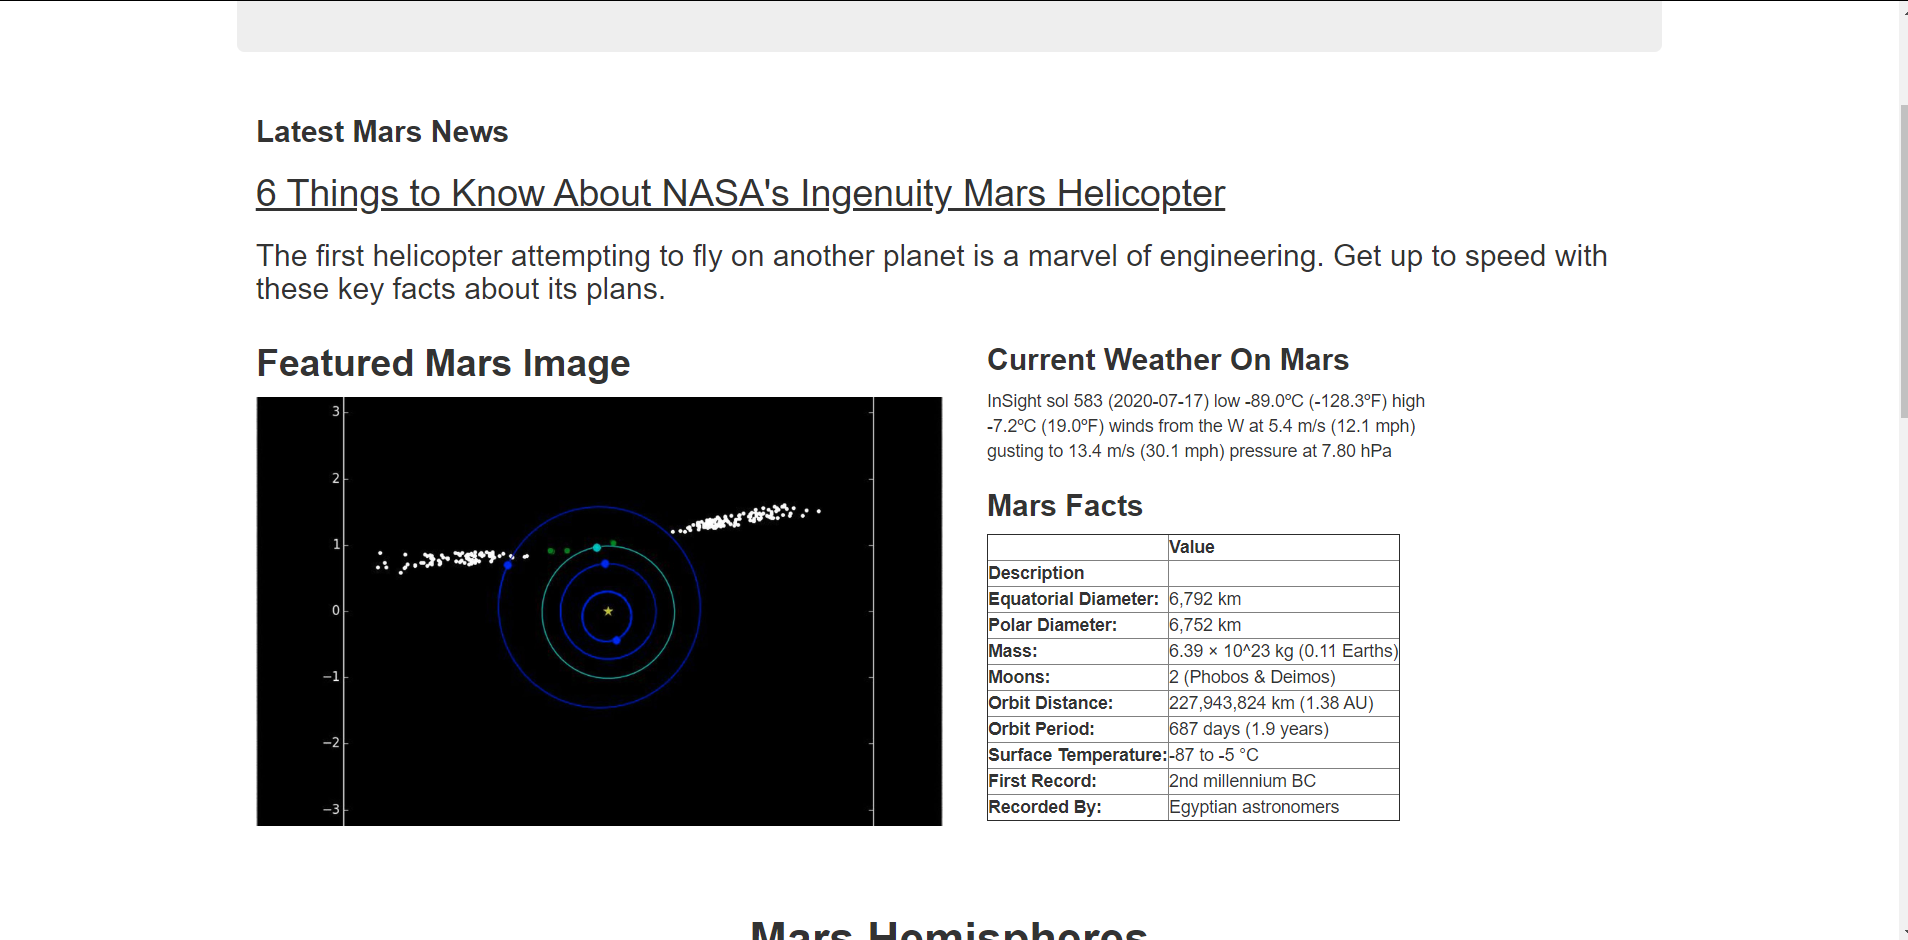 Latest Mars News
6 Things to Know About NASA's Ingenuity Mars Helicopter
The first helicopter attempting to fly on another planet is a marvel of engineering. Get up to speed with
these key facts about its plans.
Featured Mars Image
3
2
1
0
−1
−2
−3
Current Weather On Mars
InSight sol 583 (2020-07-17) low -89.0ºC (-128.3ºF) high
-7.2ºC (19.0ºF) winds from the W at 5.4 m/s (12.1 mph)
gusting to 13.4 m/s (30.1 mph) pressure at 7.80 hPa
Mars Facts
Value
Description
Equatorial Diameter: 6,792 km
Polar Diameter: 6,752 km
Mass: 6.39 × 10^23 kg (0.11 Earths)
Moons: 2 (Phobos & Deimos)
Orbit Distance: 227,943,824 km (1.38 AU)
Orbit Period: 687 days (1.9 years)
Surface Temperature: -87 to -5 °C
First Record: 2nd millennium BC
Recorded By: Egyptian astronomers
Mars Hemispheres